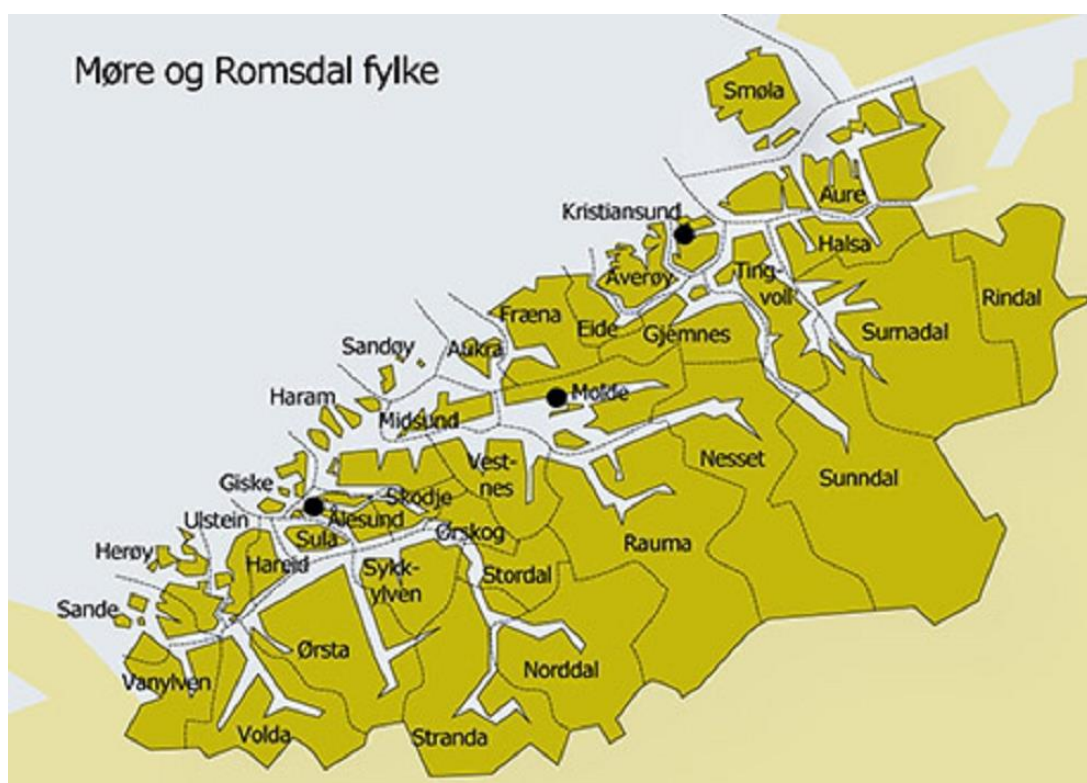 Møre og Romsdal fylke
Smøla
Aure
Kristiansund
Halsa
Averøy
Ting-
voll
Rindal
Fræna
Eide
Gjemnes
Surnadal
Sandøy
Aukra
Haram
Molde
Midsund
Vest-
nes
Nesset
Sunndal
Giske
Skodje
Ulstein
Ålesund
Ørskog
Sula
Herøy
Hareid
Sykk-
ylven
Stordal
Rauma
Sande
Ørsta
Norddal
Vanylven
Volda
Stranda